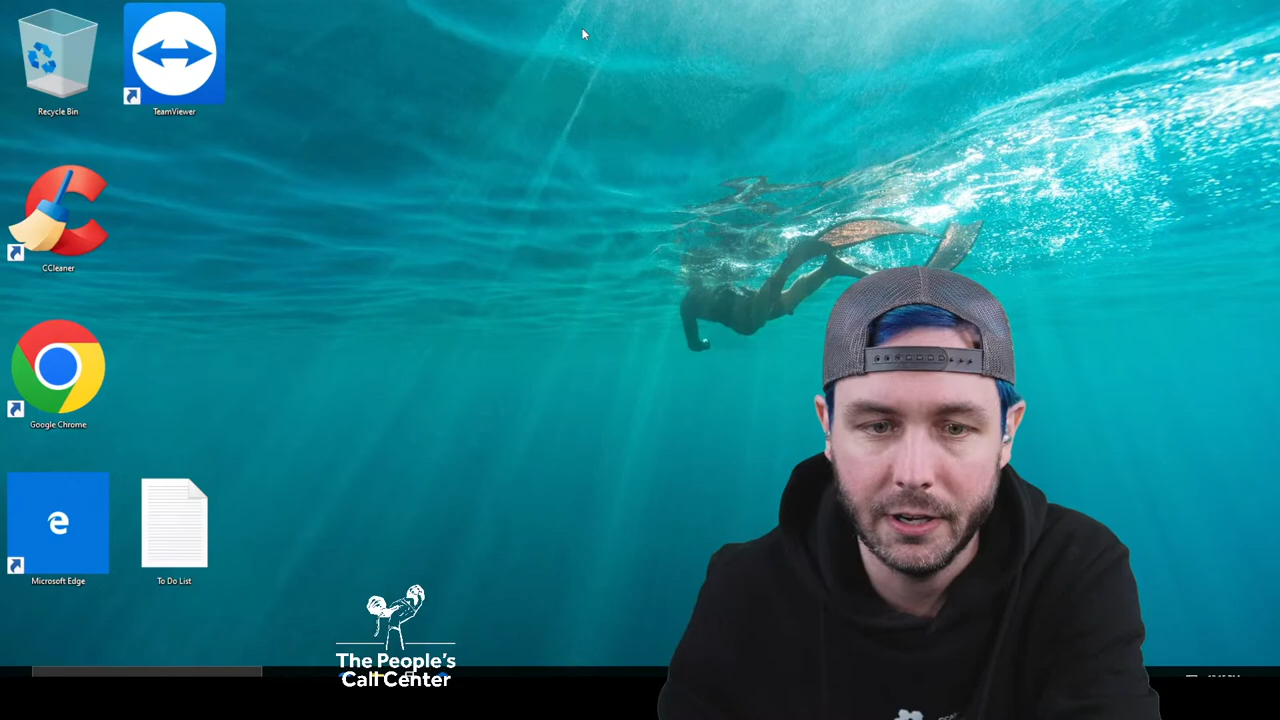 Recycle Bin
TeamViewer
CCleaner
Google Chrome
e
Microsoft Edge
To Do List
The People's
Call Center